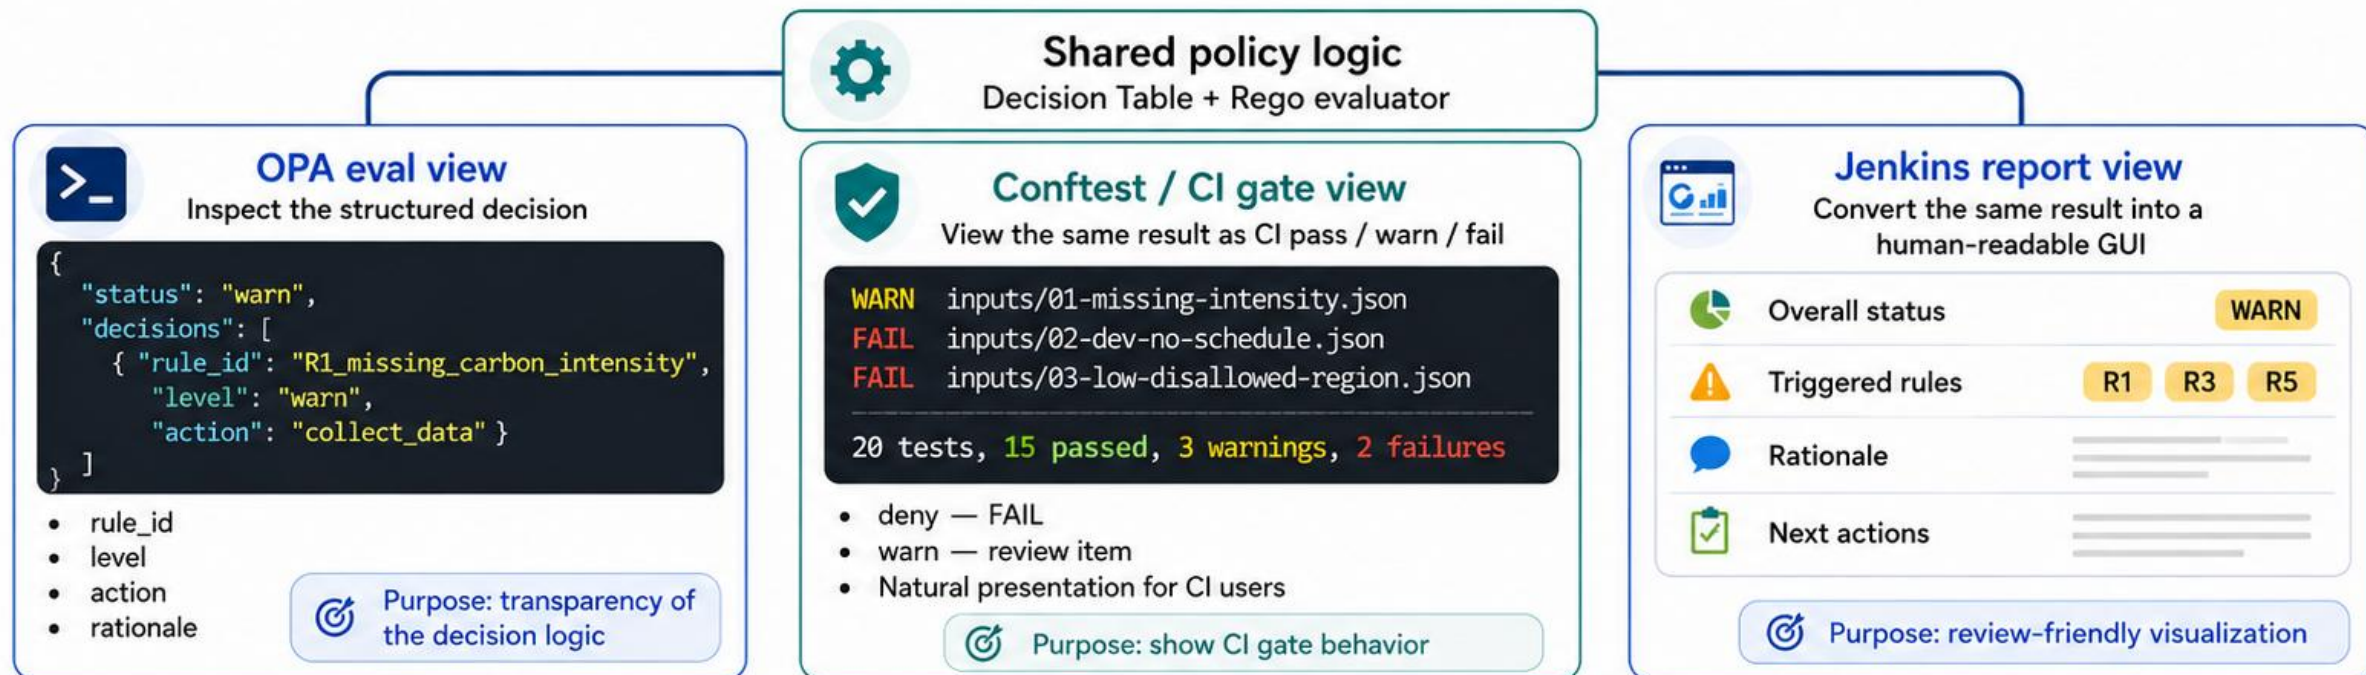 Shared policy logic
Decision Table + Rego evaluator
OPA eval view
Inspect the structured decision
{
"status": "warn",
"decisions": [
{ "rule_id": "R1_missing_carbon_intensity",
"level": "warn",
"action": "collect_data" }
]
}
• rule_id
• level
• action
• rationale
Purpose: transparency of
the decision logic
Conftest / CI gate view
View the same result as CI pass / warn / fail
WARN inputs/01-missing-intensity.json
FAIL inputs/02-dev-no-schedule.json
FAIL inputs/03-low-disallowed-region.json
20 tests, 15 passed, 3 warnings, 2 failures
• deny — FAIL
• warn — review item
• Natural presentation for CI users
Purpose: show CI gate behavior
Jenkins report view
Convert the same result into a
human-readable GUI
Overall status WARN
Triggered rules R1 R3 R5
Rationale
Next actions
Purpose: review-friendly visualization